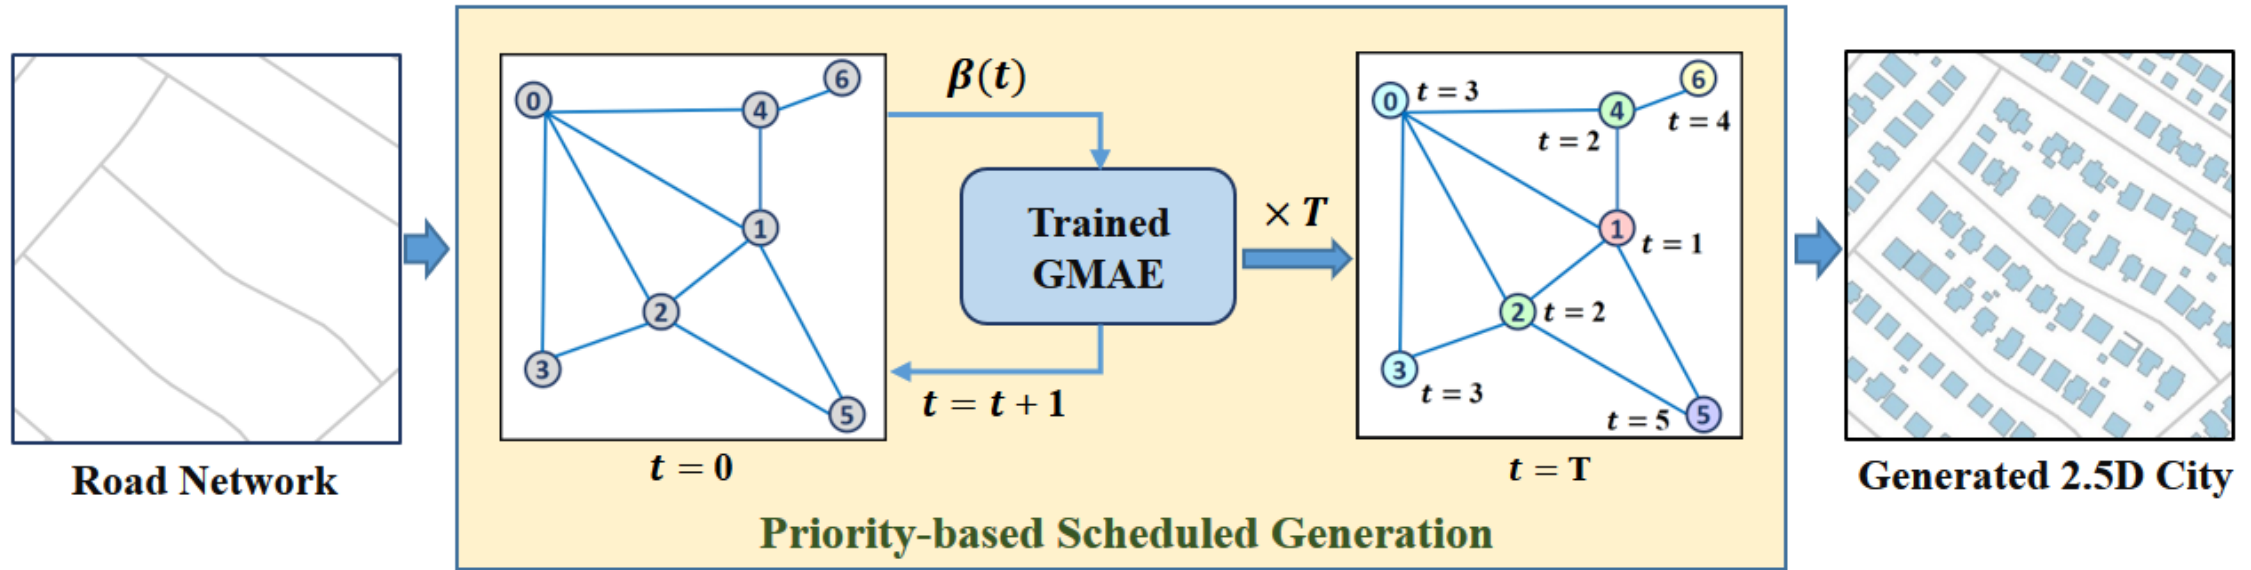 Road Network
0
4
6
1
2
3
5
t = 0
β(t)
Trained
GMAE
t = t + 1
× T
0
t = 3
4
6
t = 2
t = 4
1
t = 1
2
t = 2
3
t = 3
t = 5
5
t = T
Priority-based Scheduled Generation
Generated 2.5D City